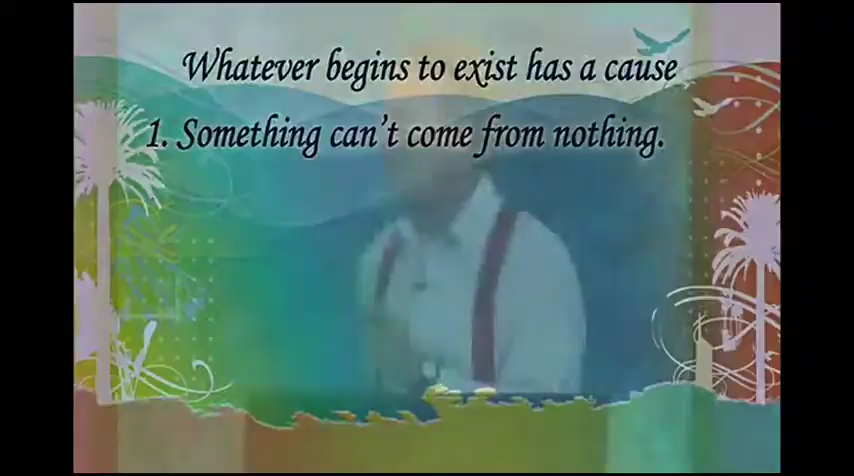 Whatever begins to exist has a cause
1. Something can't come from nothing.